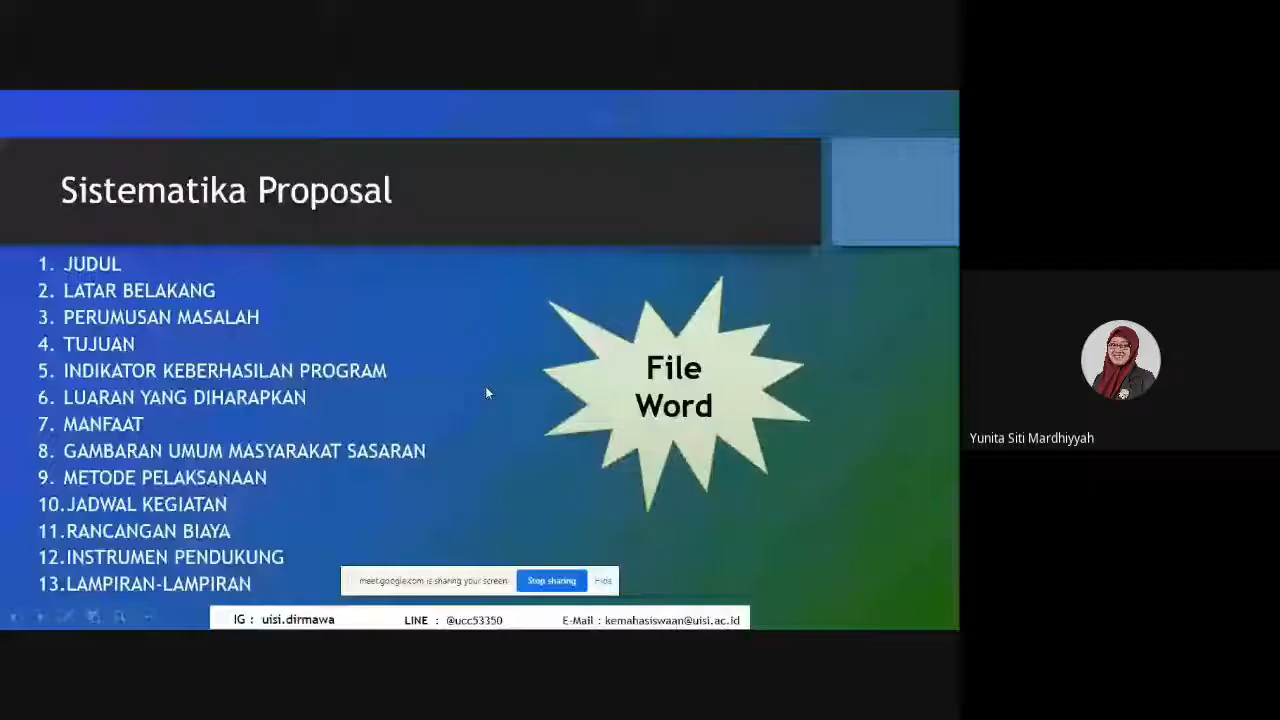 Sistematika Proposal
1. JUDUL
2. LATAR BELAKANG
3. PERUMUSAN MASALAH
4. TUJUAN
5. INDIKATOR KEBERHASILAN PROGRAM
6. LUARAN YANG DIHARAPKAN
7. MANFAAT
8. GAMBARAN UMUM MASYARAKAT SASARAN
9. METODE PELAKSANAAN
10.JADWAL KEGIATAN
11.RANCANGAN BIAYA
12.INSTRUMEN PENDUKUNG
13.LAMPIRAN-LAMPIRAN
File
Word
meet.google.com is sharing your screen Stop sharing Hide
IG : uisi.dirmawa LINE : @ucc53350 E-Mail : kemahasiswaan@uisi.ac.id
Yunita Siti Mardhiyyah